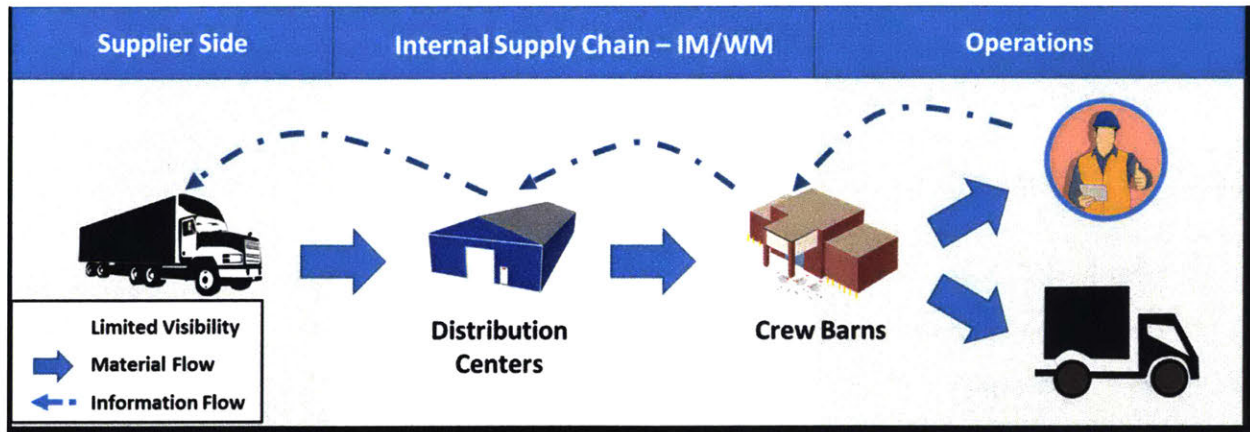 Supplier Side
Internal Supply Chain – IM/WM
Operations
Distribution
Centers
Crew Barns
Limited Visibility
Material Flow
Information Flow